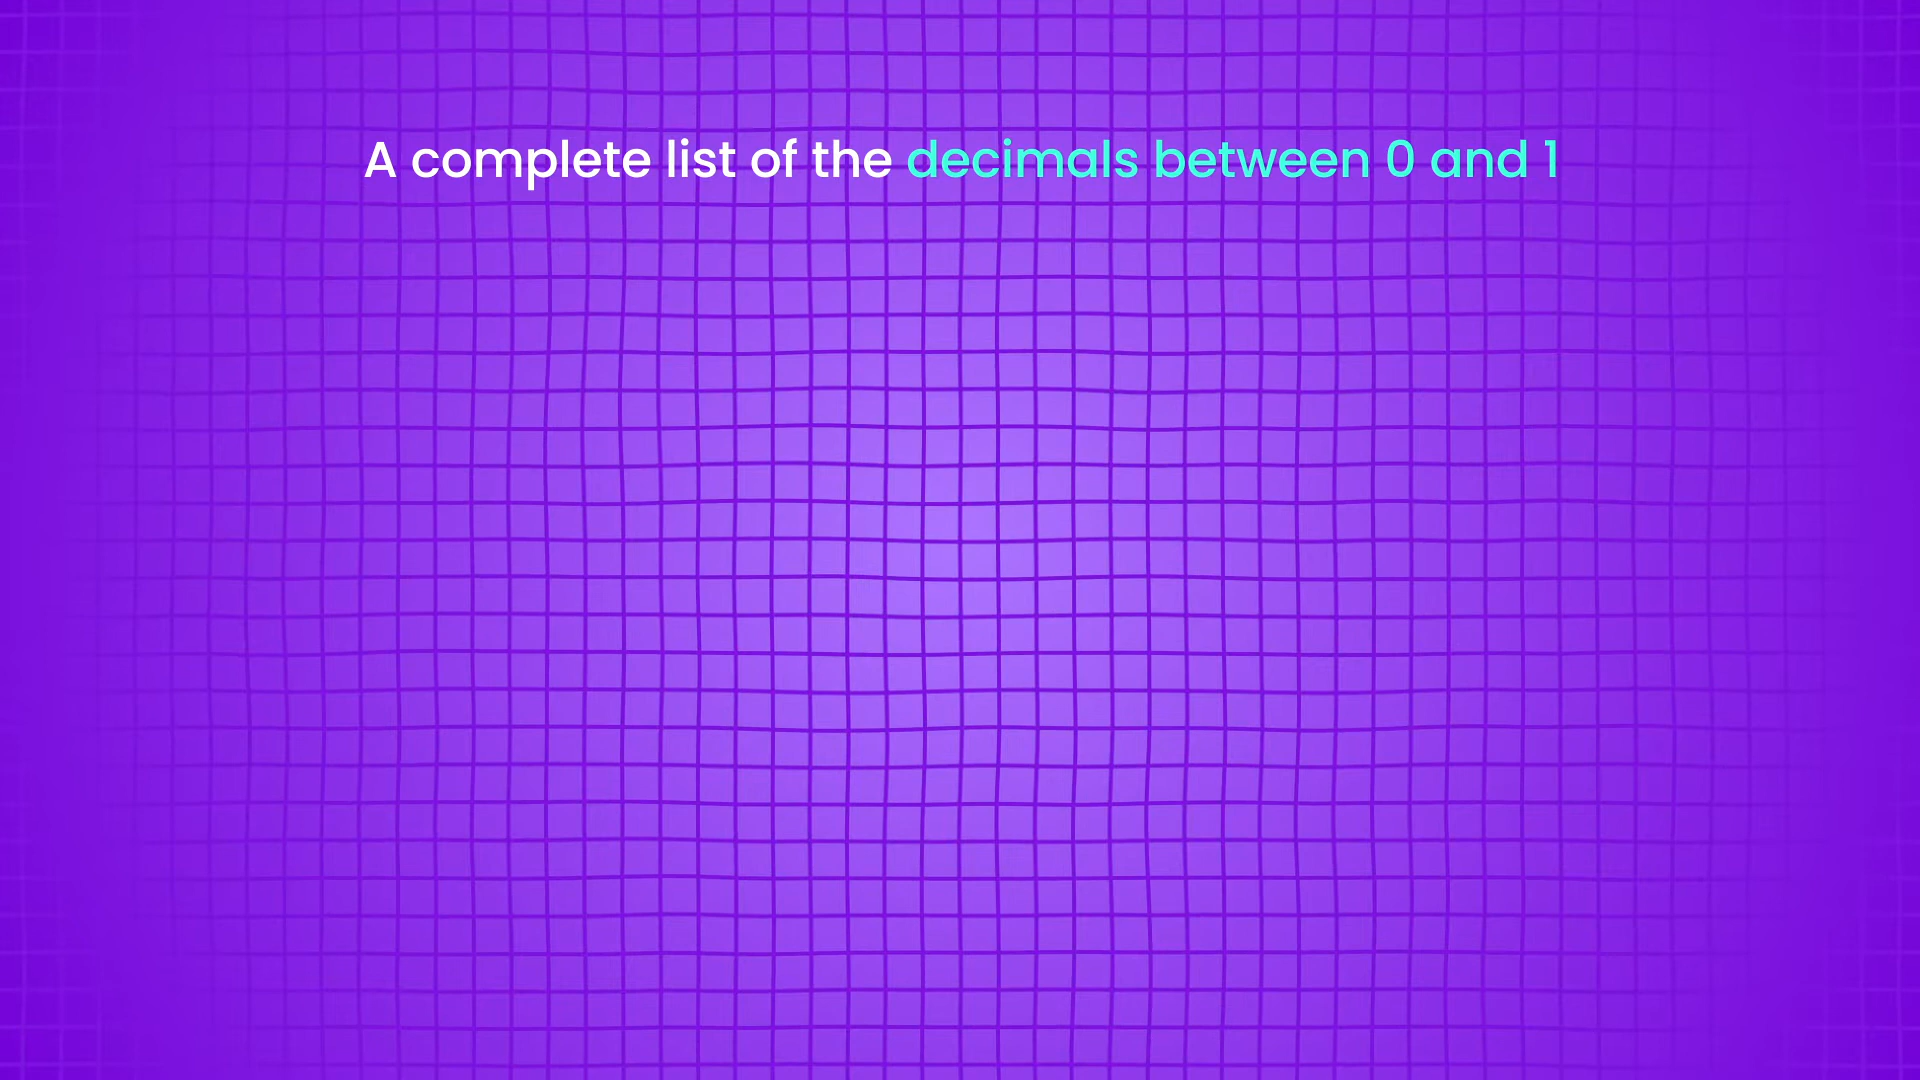 A complete list of the decimals between 0 and 1